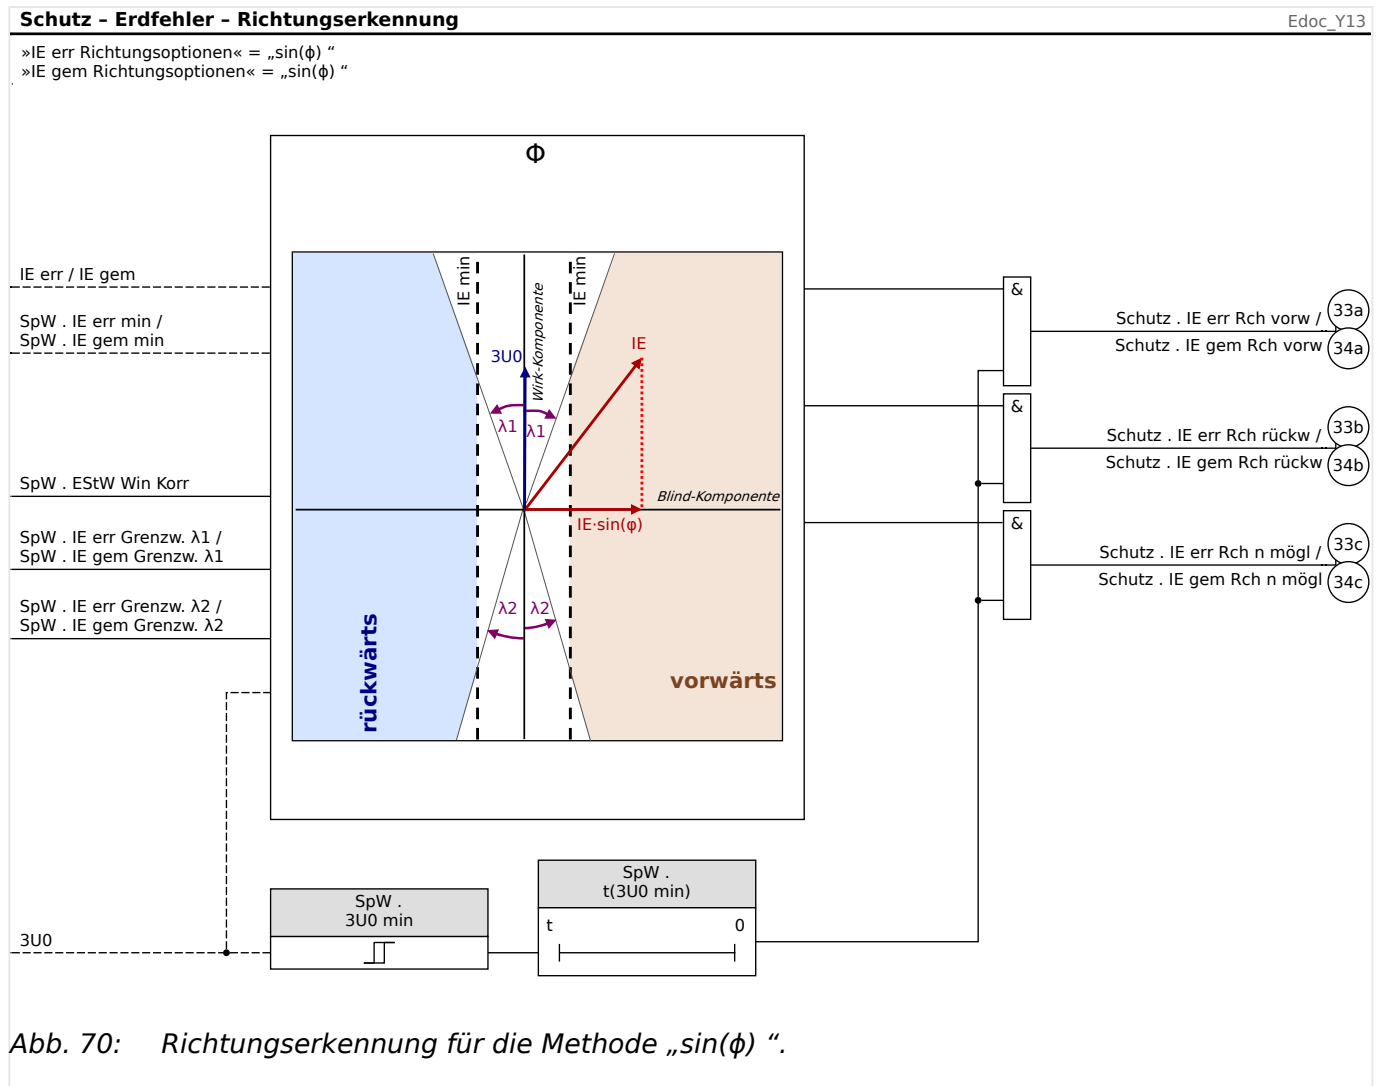 Schutz – Erdfehler – Richtungserkennung
Edoc_Y13
»IE err Richtungsoptionen« = „sin(ϕ) “
»IE gem Richtungsoptionen« = „sin(ϕ) “
Φ
IE err / IE gem
SpW . IE err min /
SpW . IE gem min
SpW . EStW Win Korr
SpW . IE err Grenzw. λ1 /
SpW . IE gem Grenzw. λ1
SpW . IE err Grenzw. λ2 /
SpW . IE gem Grenzw. λ2
3U0
IE min
Wirk-Komponente
IE min
3U0
IE
λ1
λ1
Blind-Komponente
IE·sin(φ)
λ2
λ2
rückwärts
vorwärts
&
Schutz . IE err Rch vorw /
33a
Schutz . IE gem Rch vorw
34a
&
Schutz . IE err Rch rückw /
33b
Schutz . IE gem Rch rückw
34b
&
Schutz . IE err Rch n mögl /
33c
Schutz . IE gem Rch n mögl
34c
SpW .
3U0 min
SpW .
t(3U0 min)
t
0
Abb. 70: Richtungserkennung für die Methode „sin(ϕ) “.